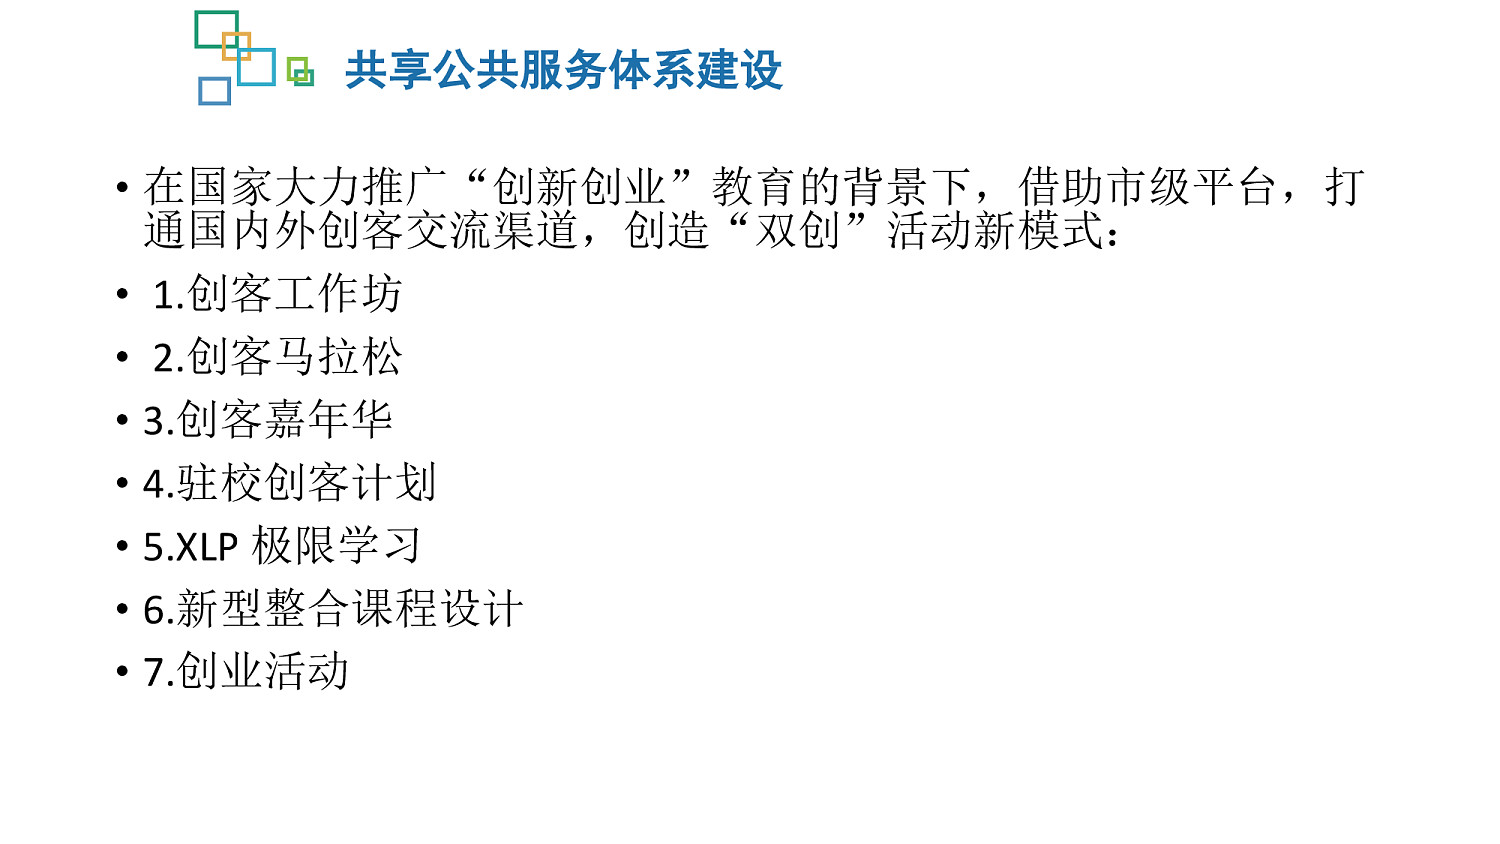 共享公共服务体系建设
• 在国家大力推广“创新创业”教育的背景下，借助市级平台，打
通国内外创客交流渠道，创造“双创”活动新模式：
• 1.创客工作坊
• 2.创客马拉松
• 3.创客嘉年华
• 4.驻校创客计划
• 5.XLP 极限学习
• 6.新型整合课程设计
• 7.创业活动